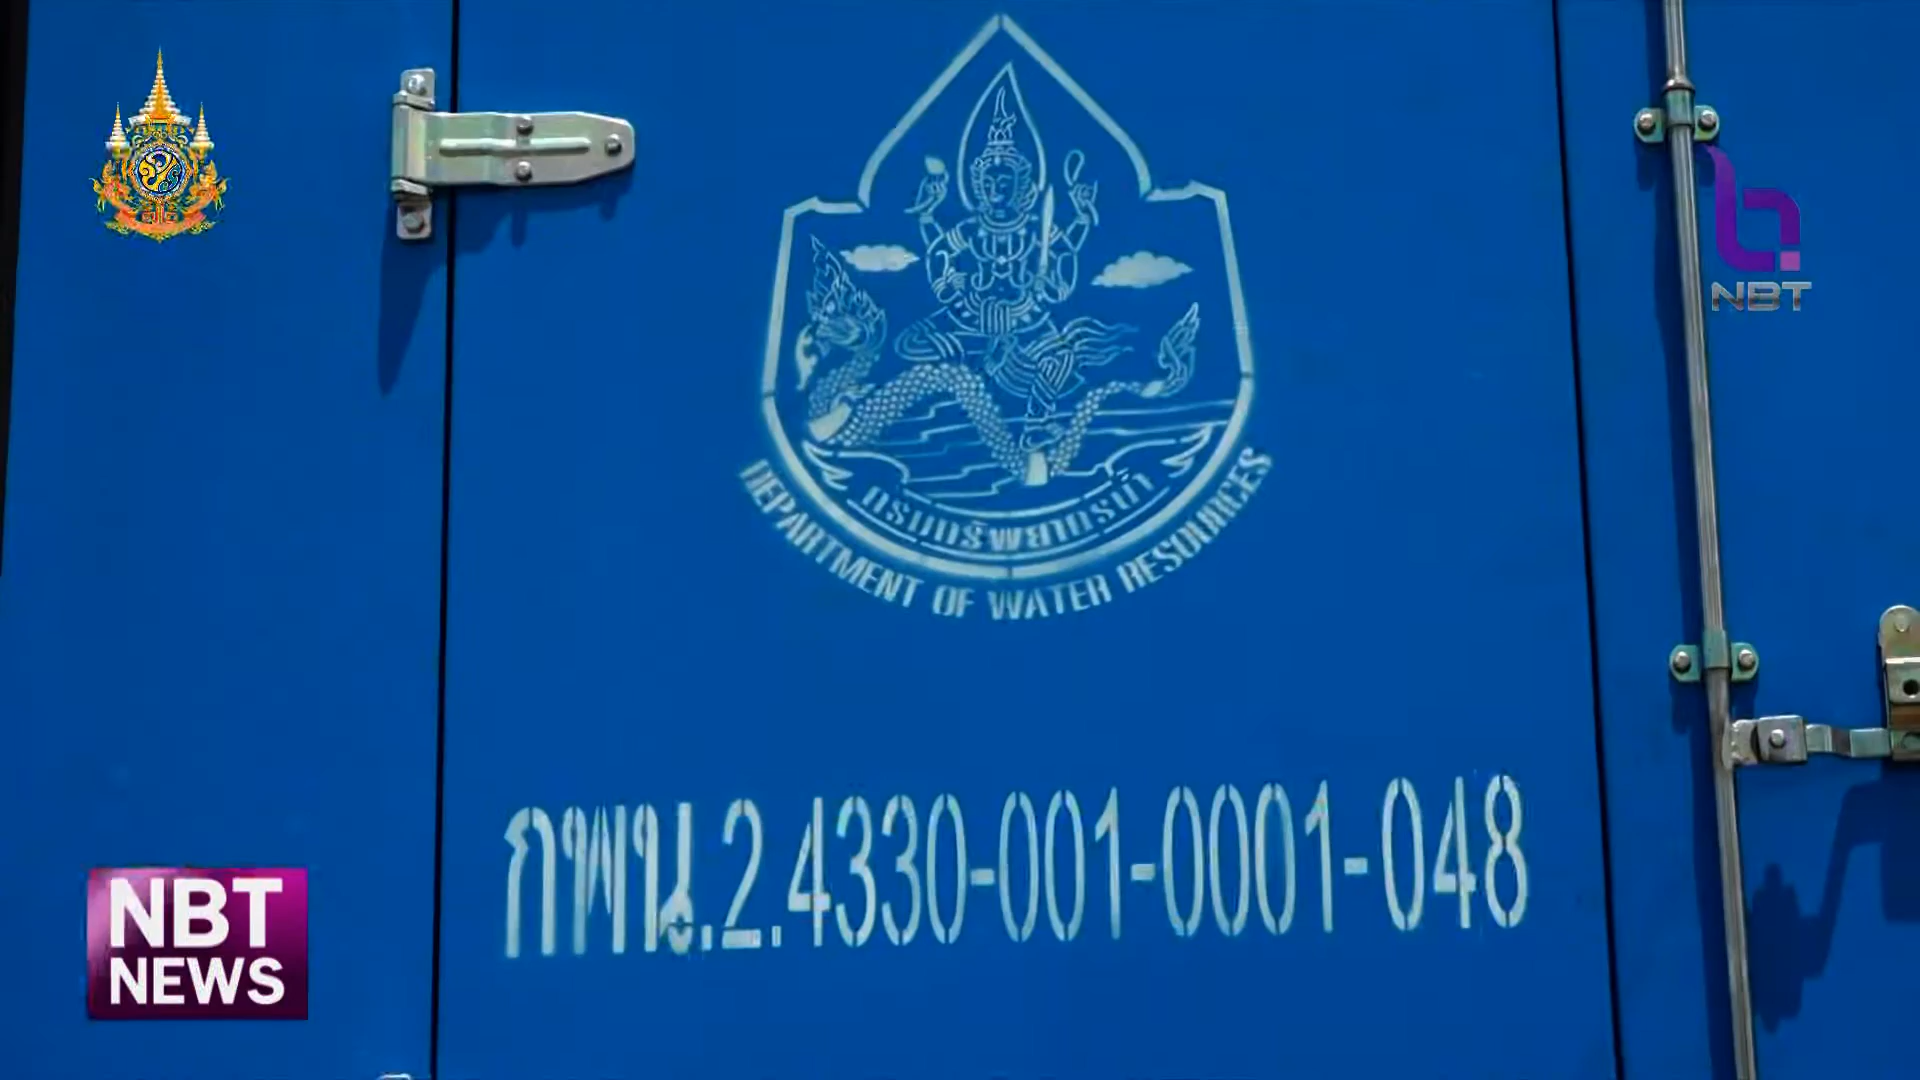 กรมทรัพยากรน้ำ
DEPARTMENT OF WATER RESOURCES
NBT
กพน.2.4330-001-0001-048
NBT
NEWS